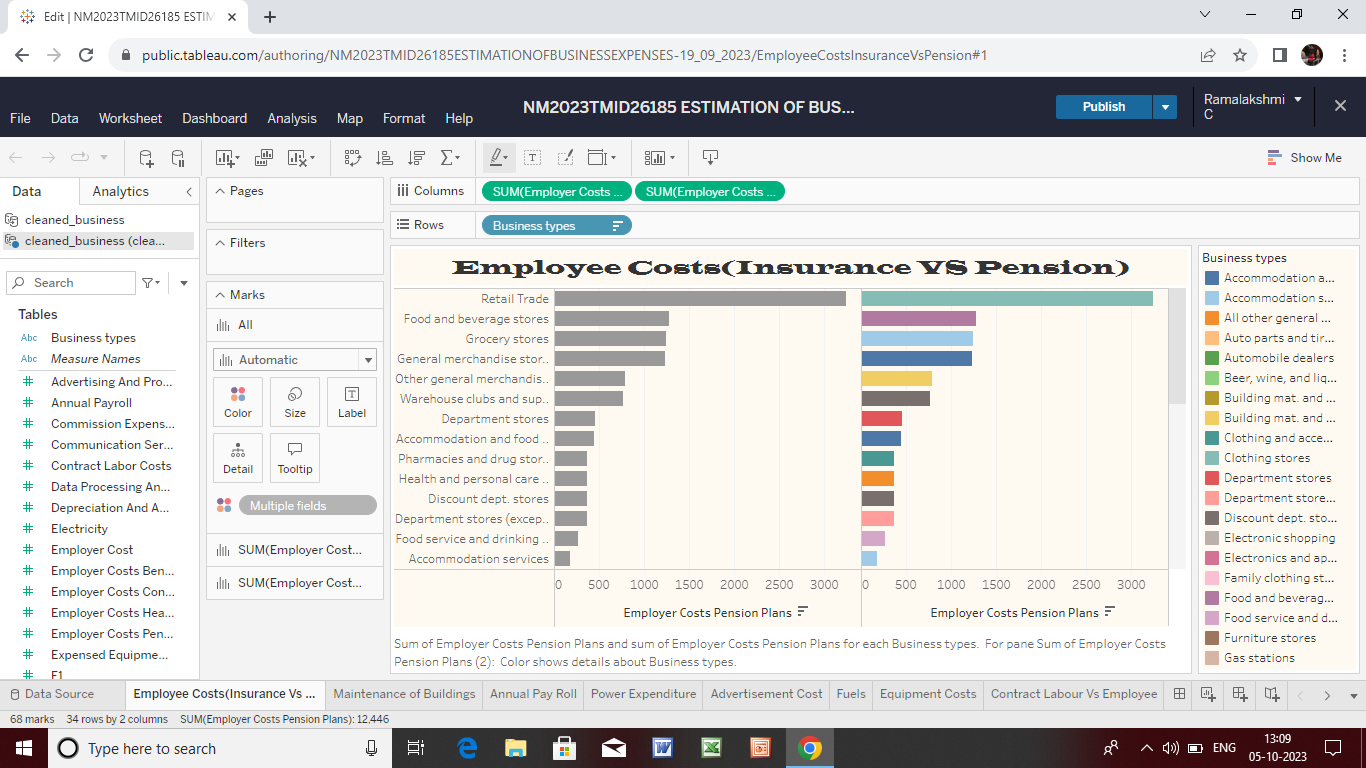 Edit | NM2023TMID26185 ESTIM
public.tableau.com/authoring/NM2023TMID26185ESTIMATIONOFBUSINESSEXPENSES-19_09_2023/EmployeeCostsInsuranceVsPension#1
NM2023TMID26185 ESTIMATION OF BUS...
Publish
Ramalakshmi
C
File Data Worksheet Dashboard Analysis Map Format Help
Show Me
Data Analytics
cleaned_business
cleaned_business (clea...
Search
Tables
Abc Business types
Abc Measure Names
Advertising And Pro...
Annual Payroll
Commission Expens...
Communication Ser...
Contract Labor Costs
Data Processing An...
Depreciation And A...
Electricity
Employer Cost
Employer Costs Ben...
Employer Costs Con...
Employer Costs Hea...
Employer Costs Pen...
Expensed Equipme...
F1
Pages
Filters
Marks
All
Automatic
Color Size Label
Detail Tooltip
Multiple fields
SUM(Employer Cost...
SUM(Employer Cost...
Columns SUM(Employer Costs ... SUM(Employer Costs ...
Rows Business types
Employee Costs(Insurance VS Pension)
Retail Trade
Food and beverage stores
Grocery stores
General merchandise stor..
Other general merchandis..
Warehouse clubs and sup..
Department stores
Accommodation and food ..
Pharmacies and drug stor..
Health and personal care ..
Discount dept. stores
Department stores (excep..
Food service and drinking ..
Accommodation services
0 500 1000 1500 2000 2500 3000 0 500 1000 1500 2000 2500 3000
Employer Costs Pension Plans Employer Costs Pension Plans
Sum of Employer Costs Pension Plans and sum of Employer Costs Pension Plans for each Business types. For pane Sum of Employer Costs
Pension Plans (2): Color shows details about Business types.
Business types
Accommodation a...
Accommodation s...
All other general ...
Auto parts and tir...
Automobile dealers
Beer, wine, and liq...
Building mat. and ...
Building mat. and ...
Clothing and acce...
Clothing stores
Department stores
Department store...
Discount dept. sto...
Electronic shopping
Electronics and ap...
Family clothing st...
Food and beverag...
Food service and d...
Furniture stores
Gas stations
Data Source Employee Costs(Insurance Vs ... Maintenance of Buildings Annual Pay Roll Power Expenditure Advertisement Cost Fuels Equipment Costs Contract Labour Vs Employee
68 marks 34 rows by 2 columns SUM(Employer Costs Pension Plans): 12,446
Type here to search
ENG
13:09
05-10-2023